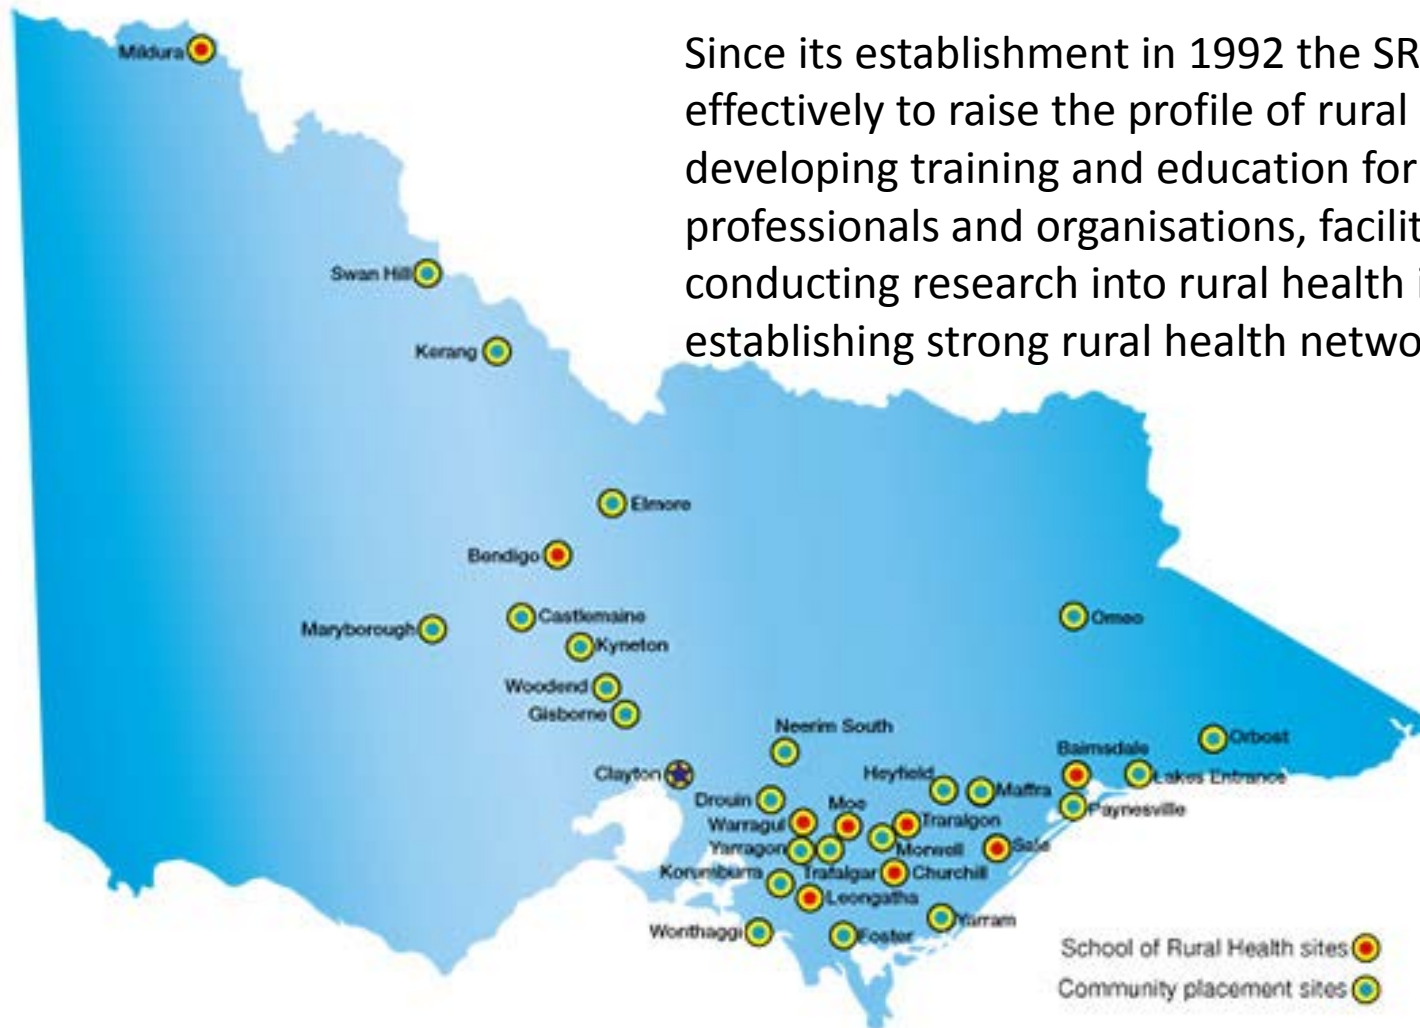 Since its establishment in 1992 the SR
effectively to raise the profile of rural
developing training and education for
professionals and organisations, facilit
conducting research into rural health i
establishing strong rural health netwo
Mildura
Swan Hill
Kerang
Elmore
Bendigo
Castlemaine
Maryborough
Kyneton
Omeo
Woodend
Gisborne
Neerim South
Orbost
Bairnsdale
Clayton
Heyfield
Maffra
Lakes Entrance
Drouin
Moe
Paynesville
Warragul
Traralgon
Yarragon
Morwell
Sale
Korumburra
Trafalgar
Churchill
Leongatha
Yarram
Wonthaggi
Foster
School of Rural Health sites
Community placement sites